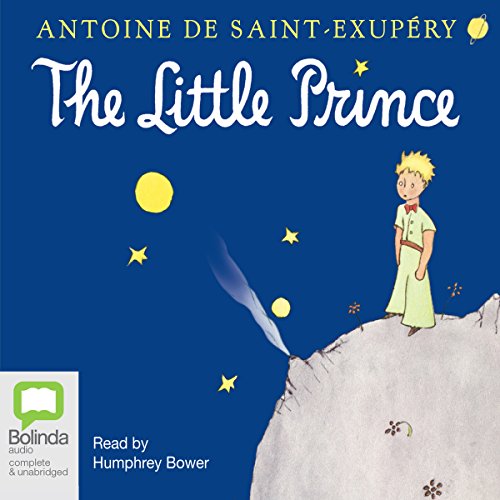 ANTOINE DE SAINT-EXUPÉRY
The Little Prince
Bolinda
audio
complete
& unabridged
Read by
Humphrey Bower